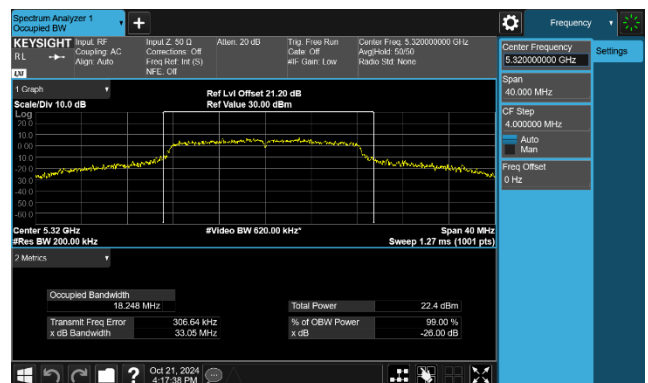 Spectrum Analyzer 1
Occupied BW
Frequency
KEYSIGHT
RL
Input: RF
Coupling: AC
Align: Auto
Input Z: 50 Ω
Corrections: Off
Freq Ref: Int (S)
NFE: Off
Atten: 20 dB
Trig: Free Run
Gate: Off
#IF Gain: Low
Center Freq: 5.320000000 GHz
Avg|Hold: 50/50
Radio Std: None
LXI
Center Frequency
5.320000000 GHz
Settings
Span
40.000 MHz
CF Step
4.000000 MHz
Auto
Man
Freq Offset
0 Hz
1 Graph
Scale/Div 10.0 dB
Ref Lvl Offset 21.20 dB
Ref Value 30.00 dBm
Log
20.0
10.0
0.00
-10.0
-20.0
-30.0
-40.0
-50.0
-60.0
Center 5.32 GHz
#Res BW 200.00 kHz
#Video BW 620.00 kHz*
Span 40 MHz
Sweep 1.27 ms (1001 pts)
2 Metrics
Occupied Bandwidth
18.248 MHz
Total Power 22.4 dBm
Transmit Freq Error 306.64 kHz
% of OBW Power 99.00 %
x dB Bandwidth 33.05 MHz
x dB -26.00 dB
?
Oct 21, 2024
4:17:38 PM